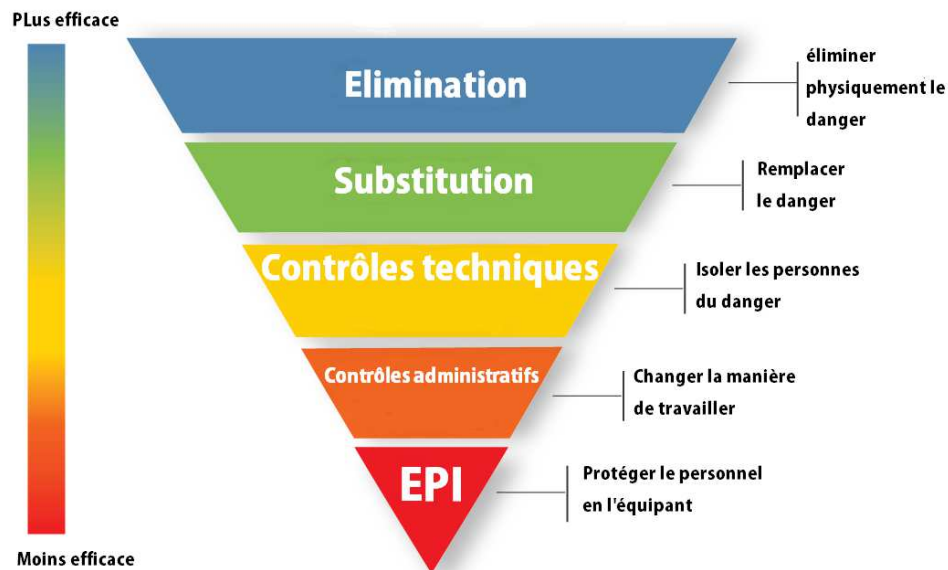 PLus efficace
Elimination
éliminer
physiquement le
danger
Substitution
Remplacer
le danger
Contrôles techniques
Isoler les personnes
du danger
Contrôles administratifs
Changer la manière
de travailler
EPI
Protéger le personnel
en l'équipant
Moins efficace